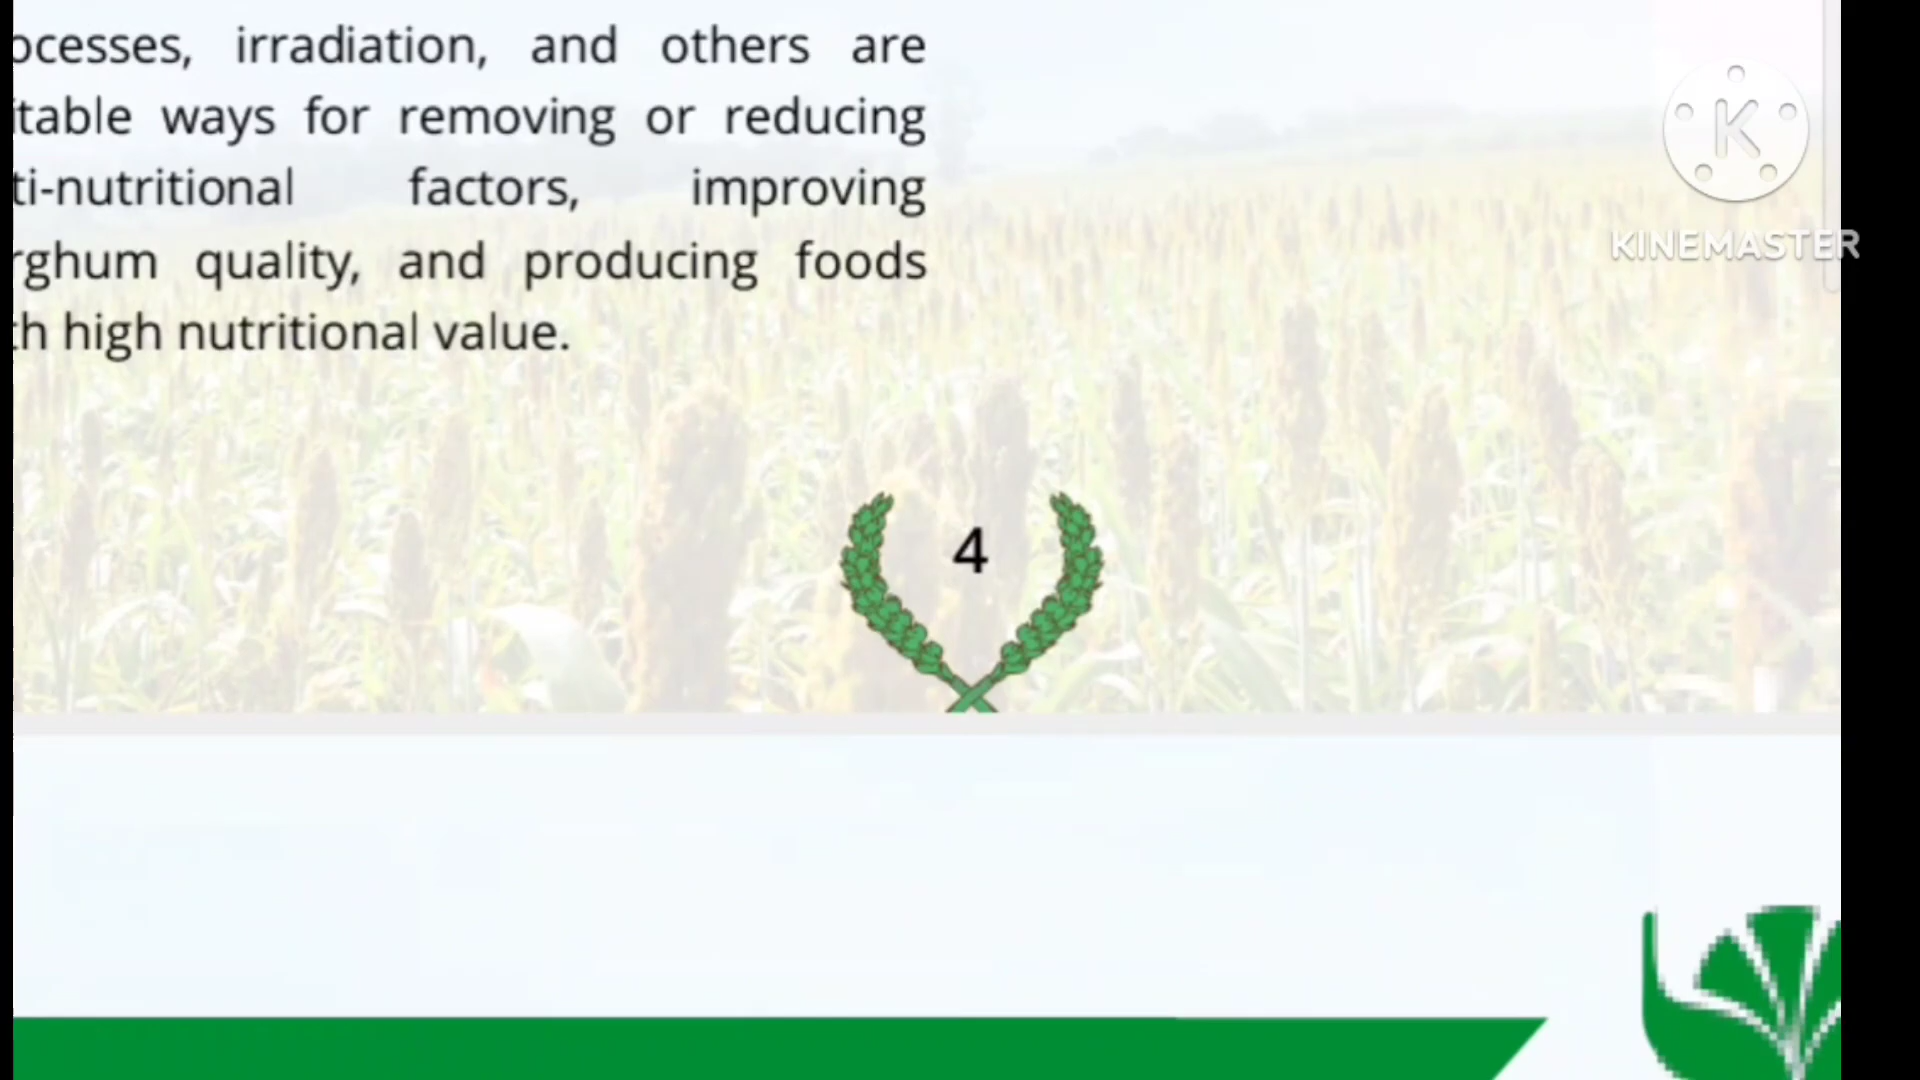 ocesses, irradiation, and others are
itable ways for removing or reducing
ti-nutritional factors, improving
rghum quality, and producing foods
th high nutritional value.
4
K
KINEMASTER